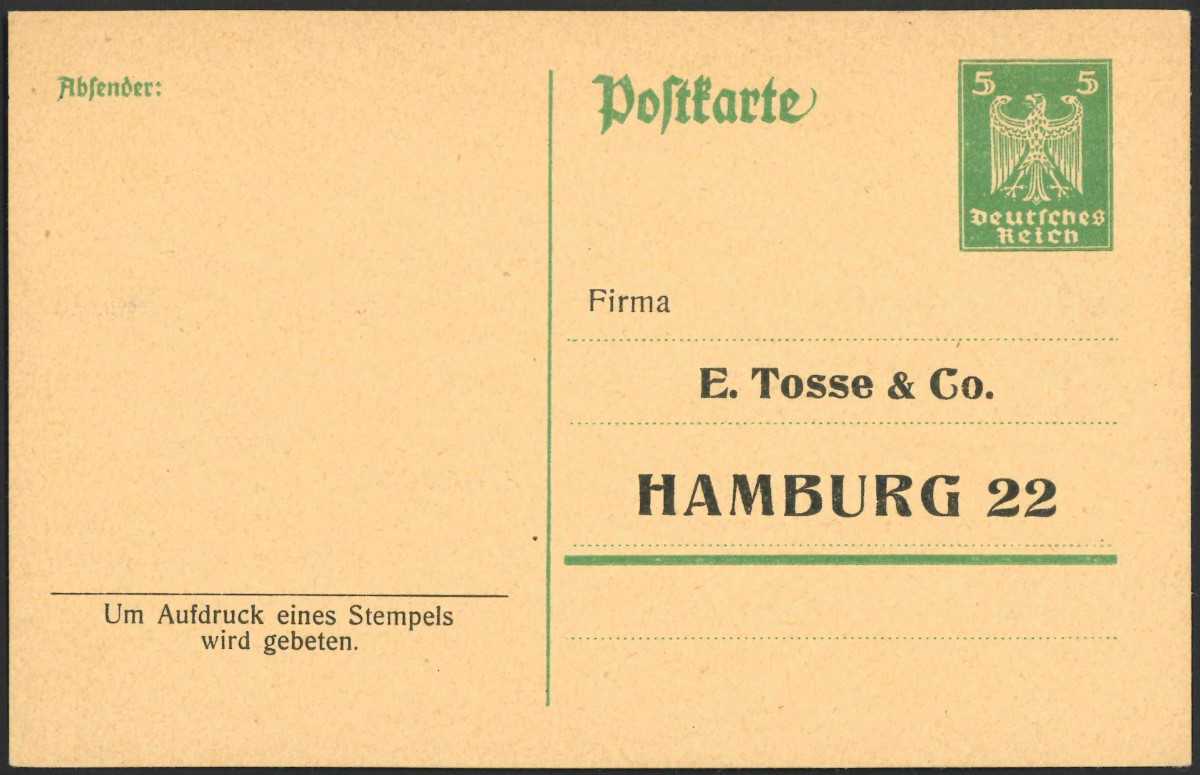 Absender:
Postkarte
5 5
Deutsches
Reich
Firma
E. Tosse & Co.
HAMBURG 22
Um Aufdruck eines Stempels
wird gebeten.